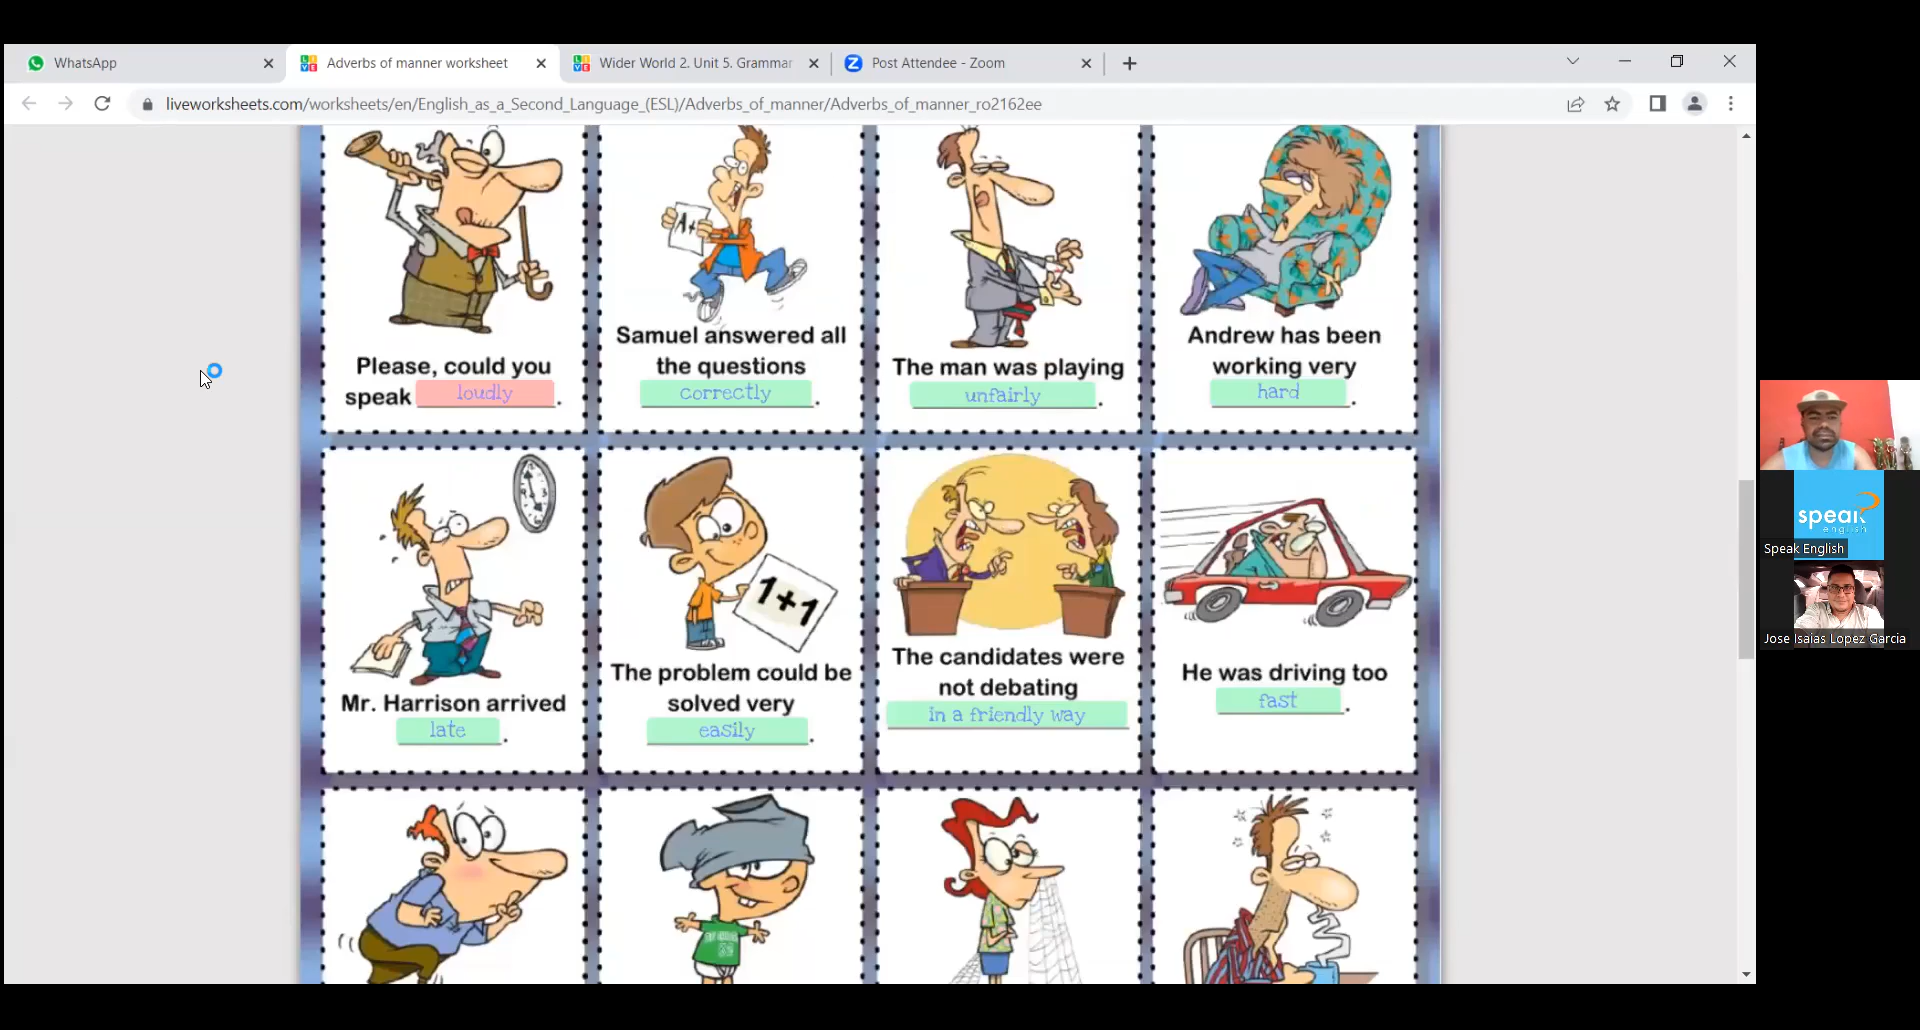 WhatsApp
Adverbs of manner worksheet
Wider World 2. Unit 5. Grammar
Post Attendee - Zoom
liveworksheets.com/worksheets/en/English_as_a_Second_Language_(ESL)/Adverbs_of_manner/Adverbs_of_manner_ro2162ee
A+
Please, could you
speak loudly.
Samuel answered all
the questions
correctly.
The man was playing
unfairly.
Andrew has been
working very
hard.
1+1
Mr. Harrison arrived
late.
The problem could be
solved very
easily.
The candidates were
not debating
in a friendly way
He was driving too
fast.
speak
english
Speak English
Jose Isaias Lopez Garcia